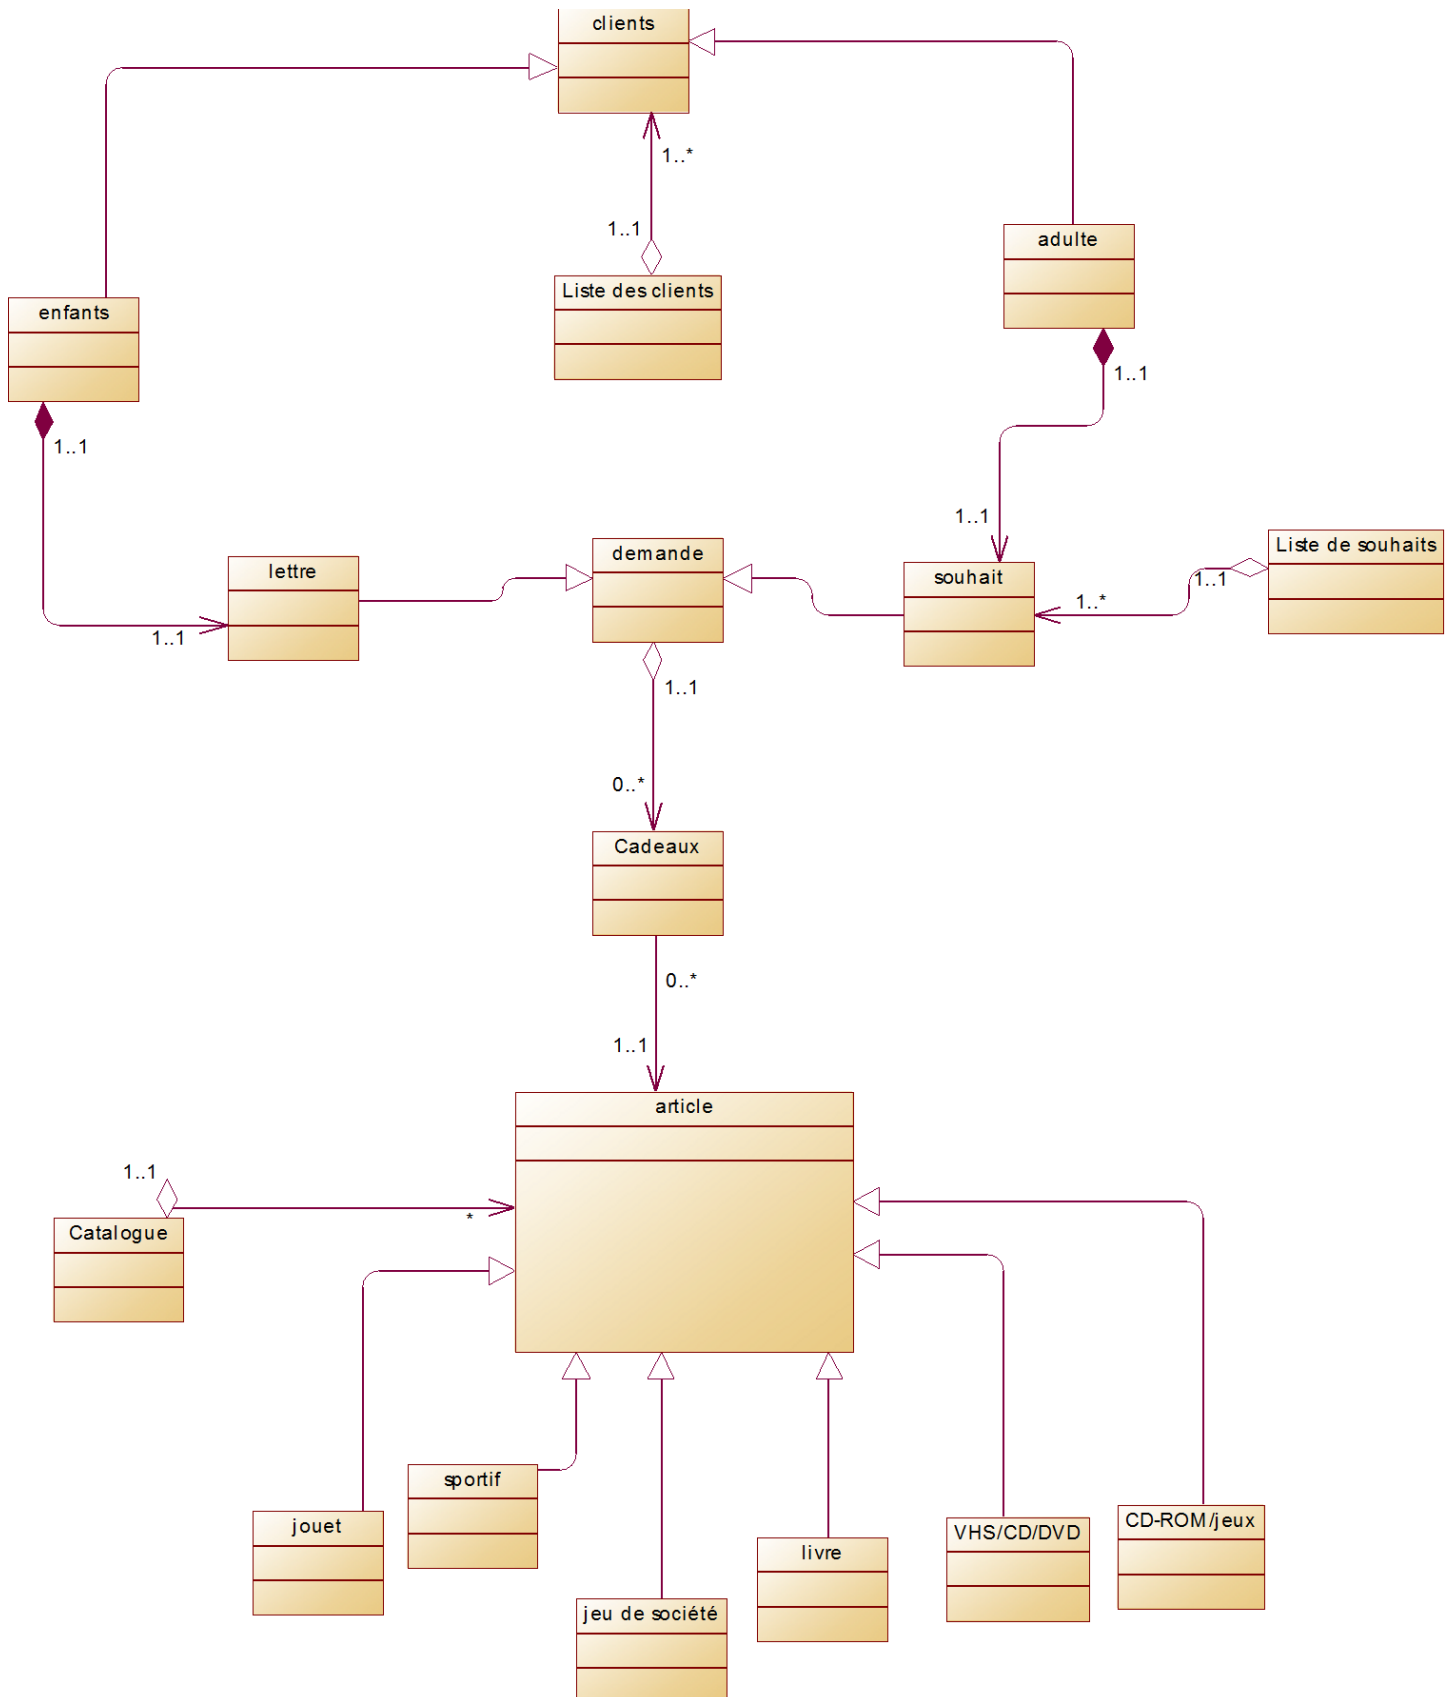 clients
1..*
1..1
adulte
Liste des clients
enfants
1..1
1..1
1..1
Liste de souhaits
demande
lettre
souhait
1..1
1..*
1..1
1..1
0..*
Cadeaux
0..*
1..1
article
1..1
*
Catalogue
sportif
CD-ROM/jeux
jouet
VHS/CD/DVD
livre
jeu de société